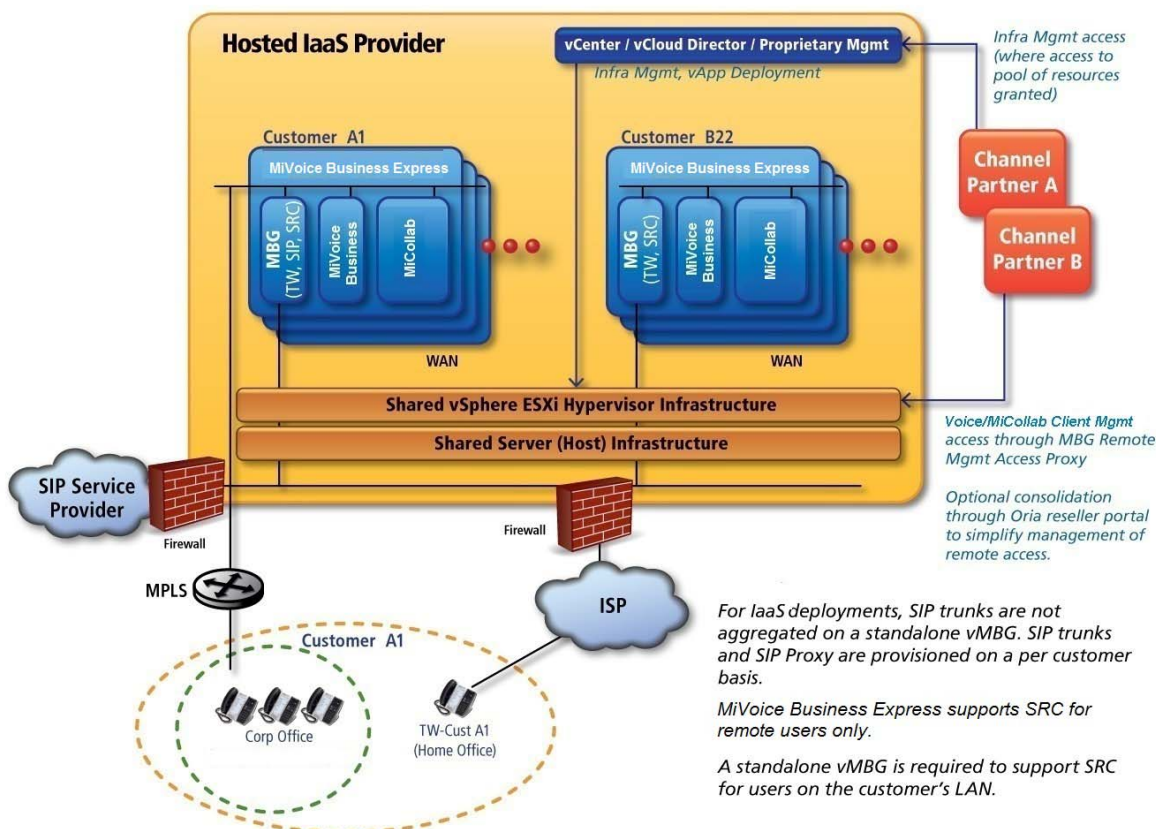 Hosted IaaS Provider
vCenter / vCloud Director / Proprietary Mgmt
Infra Mgmt, vApp Deployment
Infra Mgmt access
(where access to
pool of resources
granted)
Customer A1
MiVoice Business Express
MBG
(TW, SIP, SRC)
MiVoice
Business
MiCollab
WAN
Customer B22
MiVoice Business Express
MBG
(TW, SRC)
MiVoice
Business
MiCollab
WAN
Channel
Partner A
Channel
Partner B
Shared vSphere ESXi Hypervisor Infrastructure
Shared Server (Host) Infrastructure
Voice/MiCollab Client Mgmt
access through MBG Remote
Mgmt Access Proxy
Optional consolidation
through Oria reseller portal
to simplify management of
remote access.
SIP Service
Provider
Firewall
Firewall
MPLS
ISP
Customer A1
Corp Office
TW-Cust A1
(Home Office)
For IaaS deployments, SIP trunks are not
aggregated on a standalone vMBG. SIP trunks
and SIP Proxy are provisioned on a per customer
basis.
MiVoice Business Express supports SRC for
remote users only.
A standalone vMBG is required to support SRC
for users on the customer's LAN.